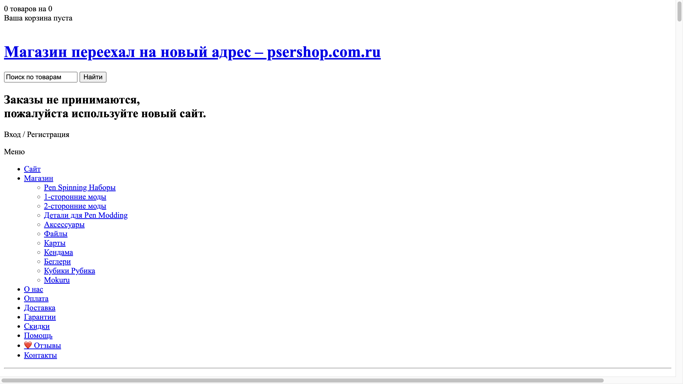 0 товаров на 0
Ваша корзина пуста
Магазин переехал на новый адрес – psershop.com.ru
Поиск по товарам Найти
Заказы не принимаются,
пожалуйста используйте новый сайт.
Вход / Регистрация
Меню
Сайт
Магазин
Pen Spinning Наборы
1-сторонние моды
2-сторонние моды
Детали для Pen Modding
Аксессуары
Файлы
Карты
Кендама
Беглери
Кубики Рубика
Mokuru
О нас
Оплата
Доставка
Гарантии
Скидки
Помощь
❤️ Отзывы
Контакты